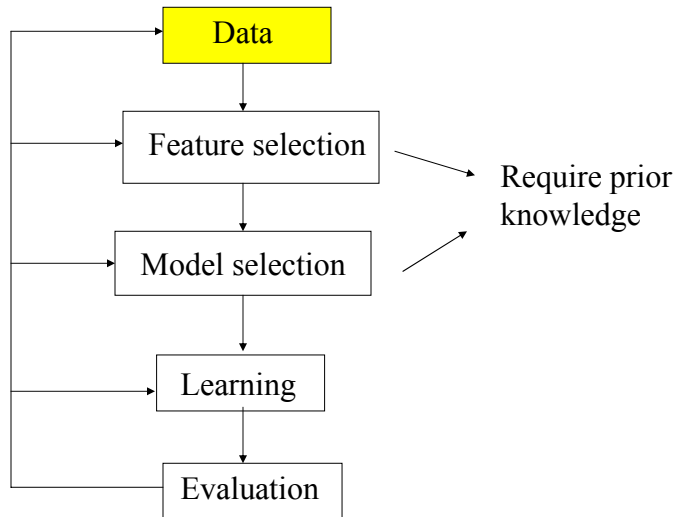 Data
Feature selection
Require prior
knowledge
Model selection
Learning
Evaluation